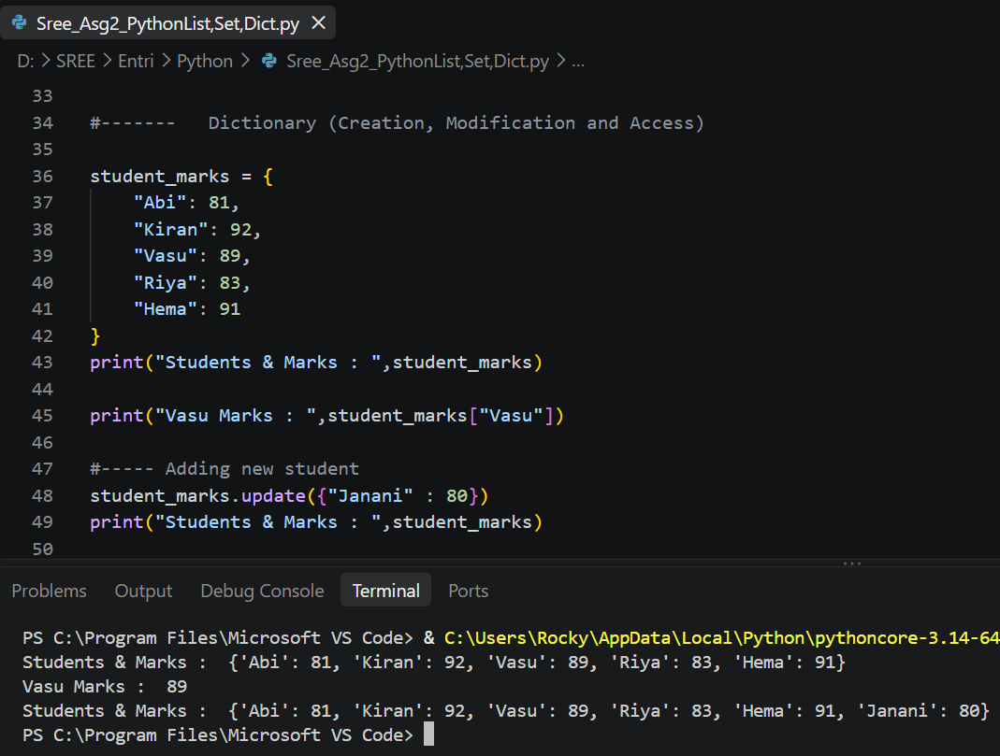 Sree_Asg2_PythonList,Set,Dict.py
D: > SREE > Entri > Python > Sree_Asg2_PythonList,Set,Dict.py > ...
33
34 #------- Dictionary (Creation, Modification and Access)
35
36 student_marks = {
37 "Abi": 81,
38 "Kiran": 92,
39 "Vasu": 89,
40 "Riya": 83,
41 "Hema": 91
42 }
43 print("Students & Marks : ",student_marks)
44
45 print("Vasu Marks : ",student_marks["Vasu"])
46
47 #----- Adding new student
48 student_marks.update({"Janani" : 80})
49 print("Students & Marks : ",student_marks)
50
Problems Output Debug Console Terminal Ports
PS C:\Program Files\Microsoft VS Code> & C:\Users\Rocky\AppData\Local\Python\pythoncore-3.14-64
Students & Marks :  {'Abi': 81, 'Kiran': 92, 'Vasu': 89, 'Riya': 83, 'Hema': 91}
Vasu Marks :  89
Students & Marks :  {'Abi': 81, 'Kiran': 92, 'Vasu': 89, 'Riya': 83, 'Hema': 91, 'Janani': 80}
PS C:\Program Files\Microsoft VS Code>